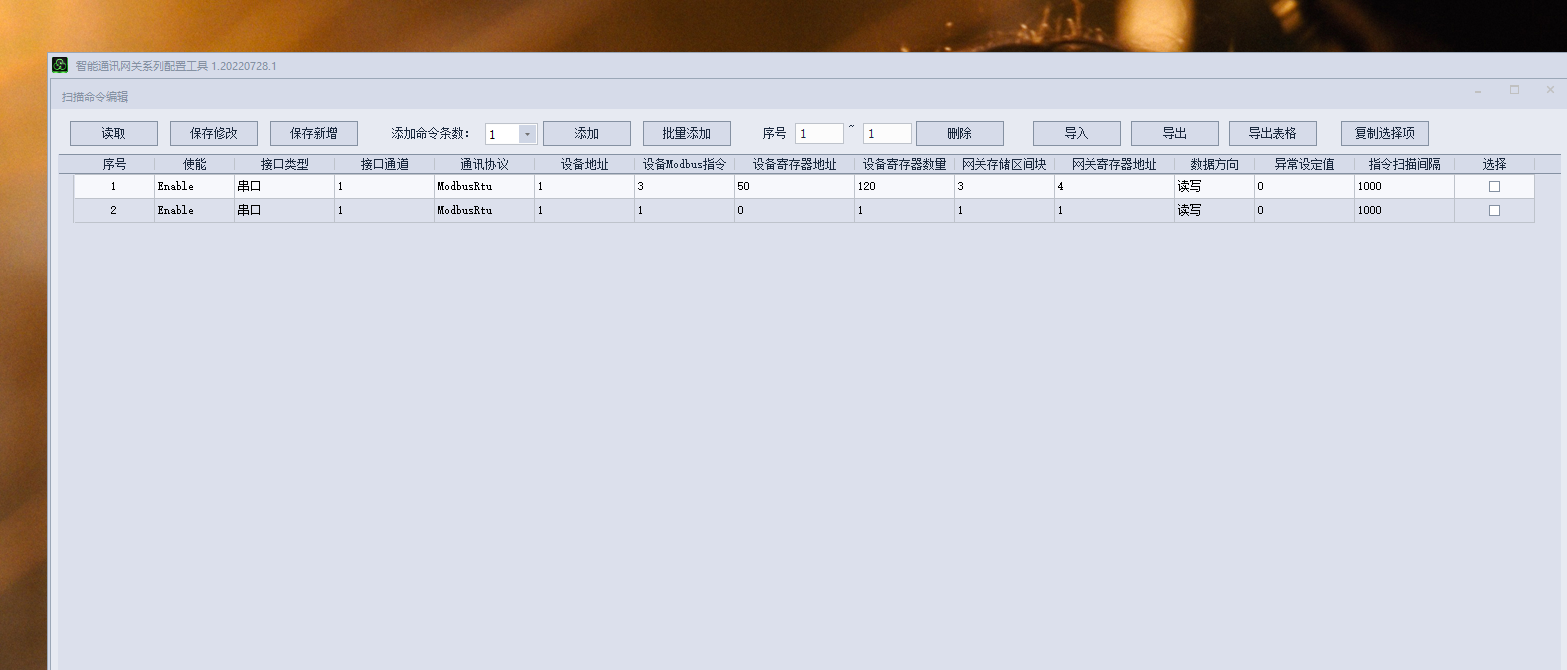 智能通讯网关系列配置工具 1.20220728.1
扫描命令编辑
读取 保存修改 保存新增 添加命令条数: 1 添加 批量添加 序号 1 ~ 1 删除 导入 导出 导出表格 复制选择项
序号 使能 接口类型 接口通道 通讯协议 设备地址 设备Modbus指令 设备寄存器地址 设备寄存器数量 网关存储区间块 网关寄存器地址 数据方向 异常设定值 指令扫描间隔 选择
1 Enable 串口 1 ModbusRtu 1 3 50 120 3 4 读写 0 1000
2 Enable 串口 1 ModbusRtu 1 1 0 1 1 1 读写 0 1000